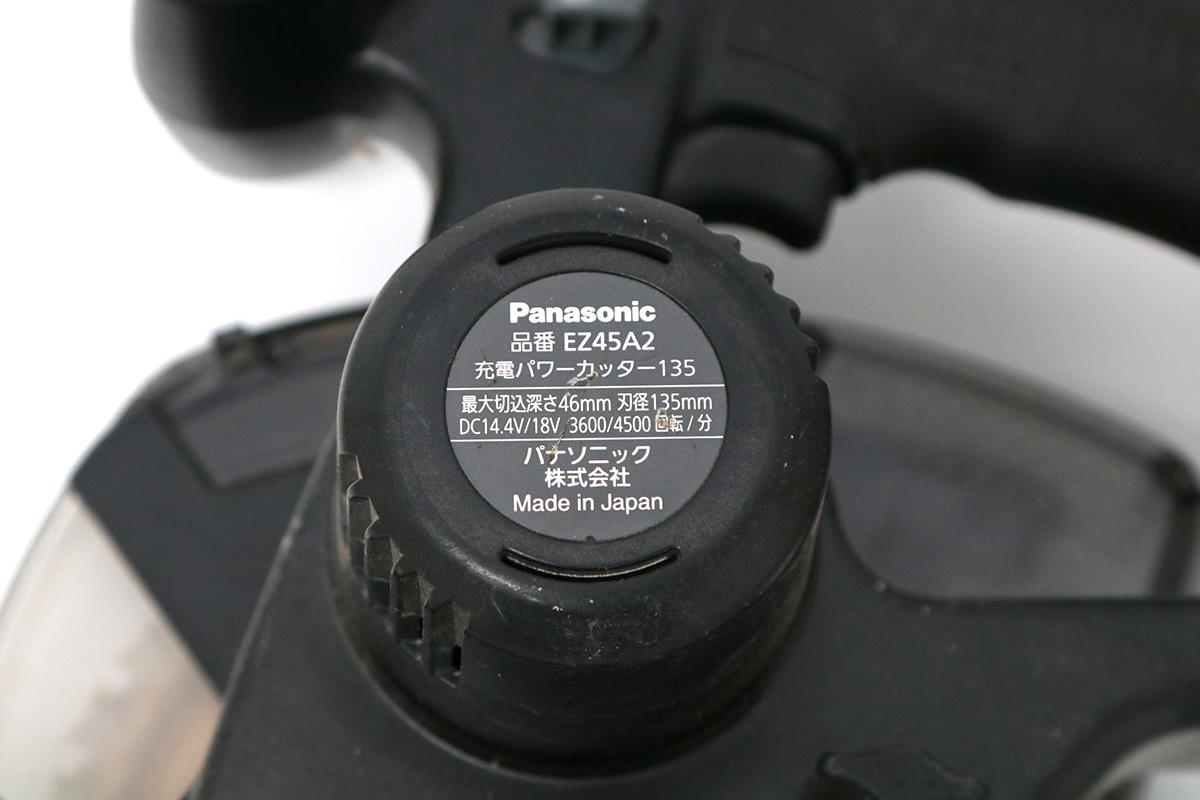 Panasonic
品番 EZ45A2
充電パワーカッター135
最大切込深さ46mm 刃径135mm
DC14.4V/18V 3600/4500 回転/分
パナソニック
株式会社
Made in Japan